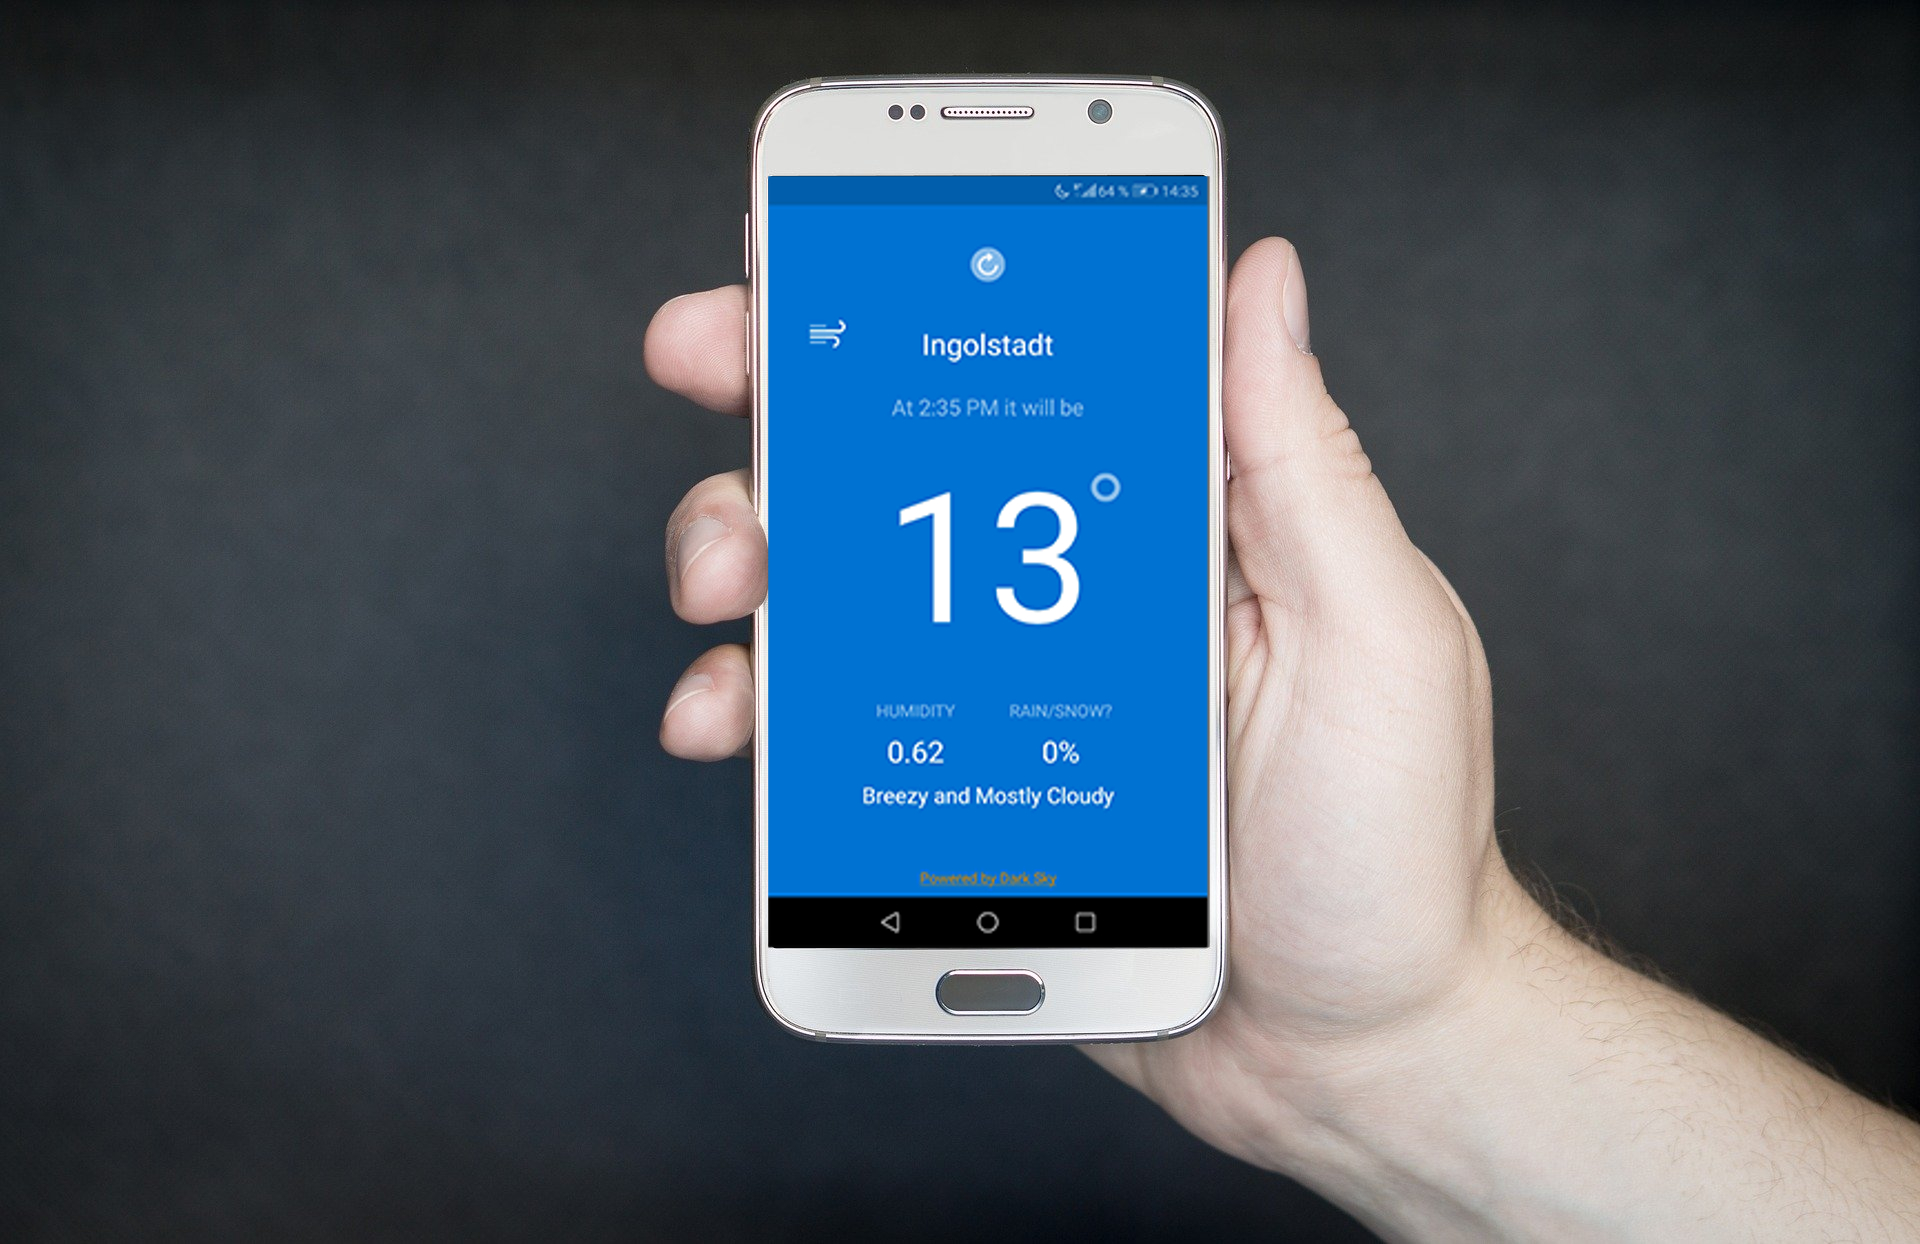 64 % 14:35
Ingolstadt
At 2:35 PM it will be
13°
HUMIDITY RAIN/SNOW?
0.62 0%
Breezy and Mostly Cloudy
Powered by Dark Sky